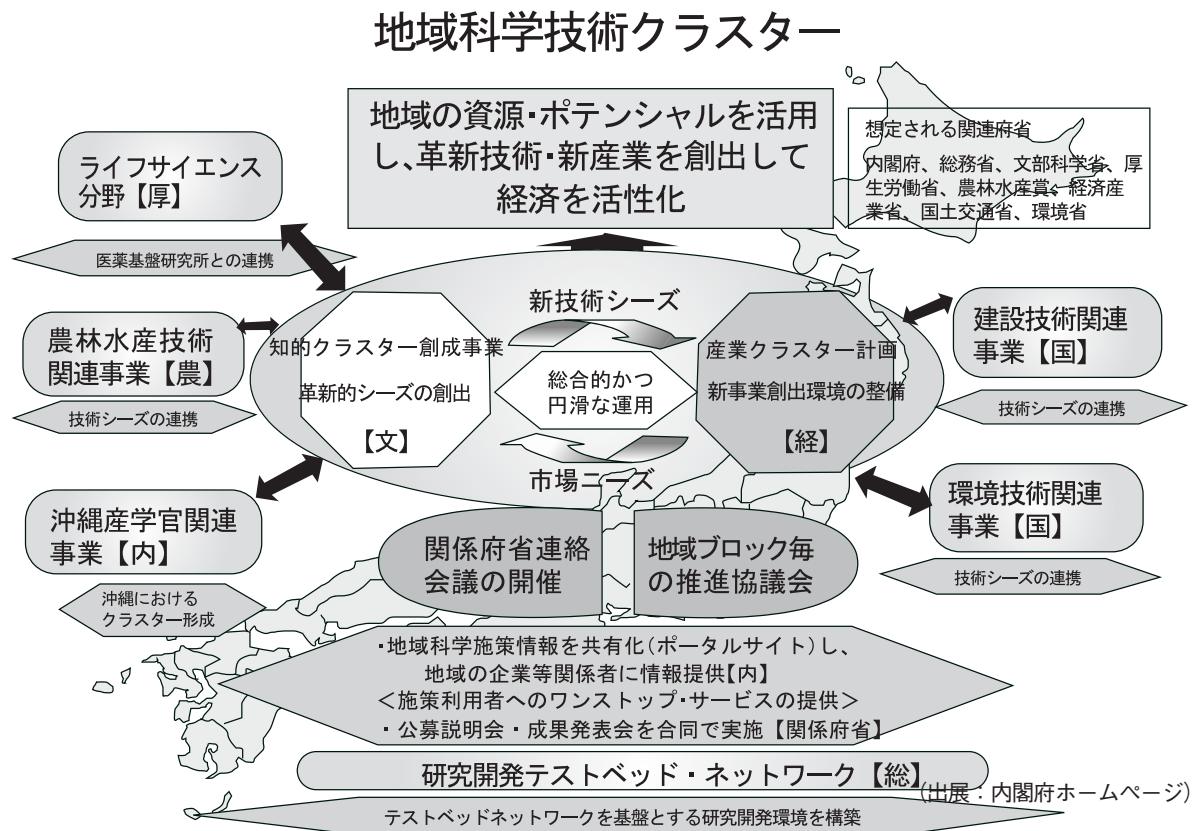 地域科学技術クラスター
地域の資源・ポテンシャルを活用
し、革新技術・新産業を創出して
経済を活性化
想定される関連府省
内閣府、総務省、文部科学省、厚
生労働省、農林水産賞、経済産
業省、国土交通省、環境省
ライフサイエンス
分野【厚】
医薬基盤研究所との連携
農林水産技術
関連事業【農】
技術シーズの連携
沖縄産学官関連
事業【内】
沖縄における
クラスター形成
新技術シーズ
知的クラスター創成事業
革新的シーズの創出
【文】
総合的かつ
円滑な運用
産業クラスター計画
新事業創出環境の整備
【経】
市場ニーズ
建設技術関連
事業【国】
技術シーズの連携
環境技術関連
事業【国】
技術シーズの連携
関係府省連絡
会議の開催
地域ブロック毎
の推進協議会
・地域科学施策情報を共有化（ポータルサイト）し、
地域の企業等関係者に情報提供【内】
＜施策利用者へのワンストップ・サービスの提供＞
・公募説明会・成果発表会を合同で実施【関係府省】
研究開発テストベッド・ネットワーク【総】
（出展：内閣府ホームページ）
テストベッドネットワークを基盤とする研究開発環境を構築